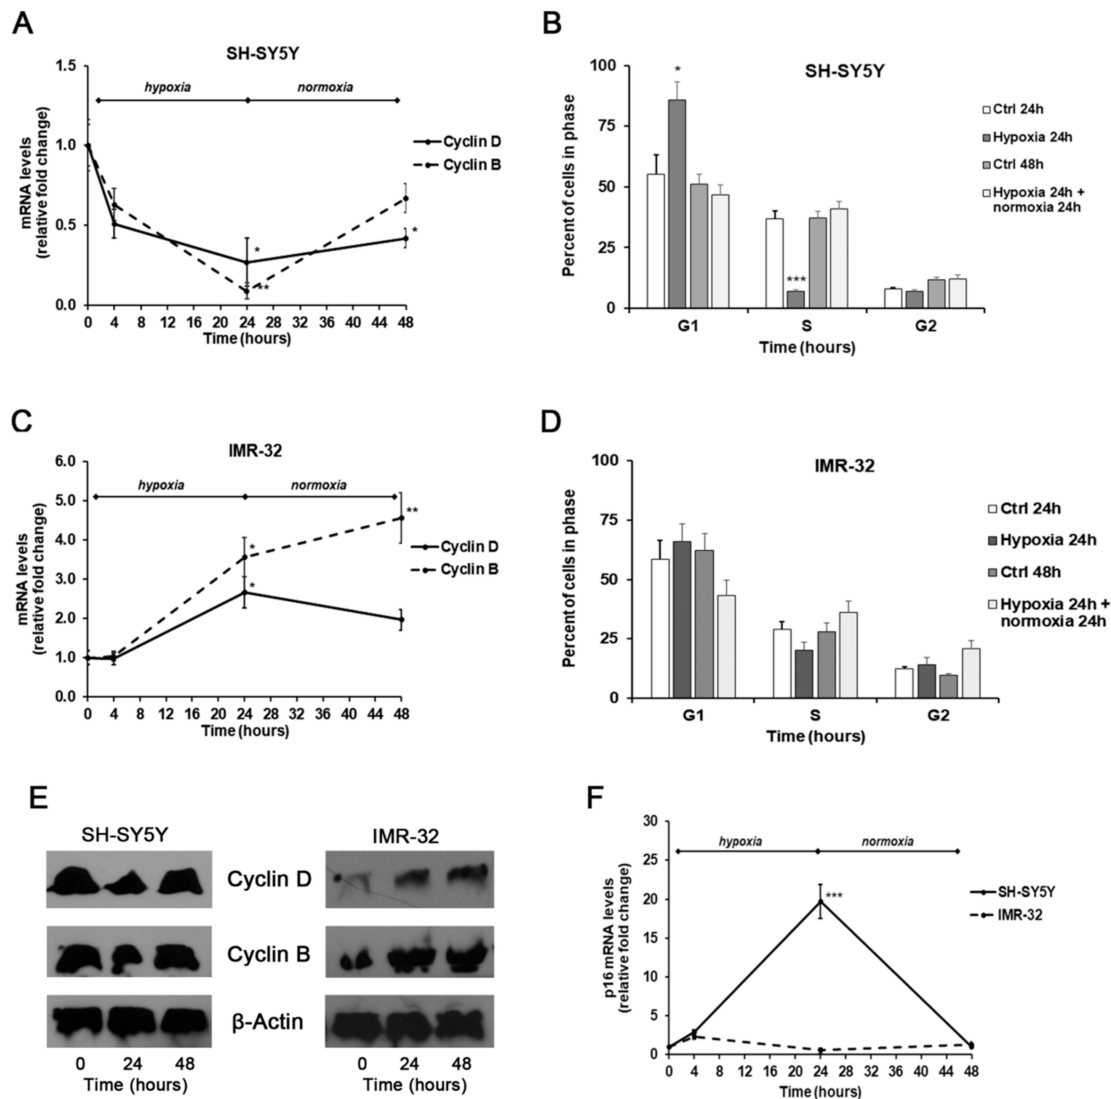 A
SH-SY5Y
1.5
1.0
0.5
0.0
mRNA levels
(relative fold change)
hypoxia
normoxia
*
**
*
Cyclin D
Cyclin B
0 4 8 12 16 20 24 28 32 36 40 44 48
Time (hours)
B
SH-SY5Y
100
75
50
25
0
Percent of cells in phase
*
***
Ctrl 24h
Hypoxia 24h
Ctrl 48h
Hypoxia 24h +
normoxia 24h
G1 S G2
Time (hours)
C
IMR-32
6.0
5.0
4.0
3.0
2.0
1.0
0.0
mRNA levels
(relative fold change)
hypoxia
normoxia
*
*
**
Cyclin D
Cyclin B
0 4 8 12 16 20 24 28 32 36 40 44 48
Time (hours)
D
IMR-32
100
75
50
25
0
Percent of cells in phase
Ctrl 24h
Hypoxia 24h
Ctrl 48h
Hypoxia 24h +
normoxia 24h
G1 S G2
Time (hours)
E
SH-SY5Y
IMR-32
Cyclin D
Cyclin B
β-Actin
0 24 48
Time (hours)
0 24 48
Time (hours)
F
30
25
20
15
10
5
0
p16 mRNA levels
(relative fold change)
hypoxia
normoxia
***
SH-SY5Y
IMR-32
0 4 8 12 16 20 24 28 32 36 40 44 48
Time (hours)